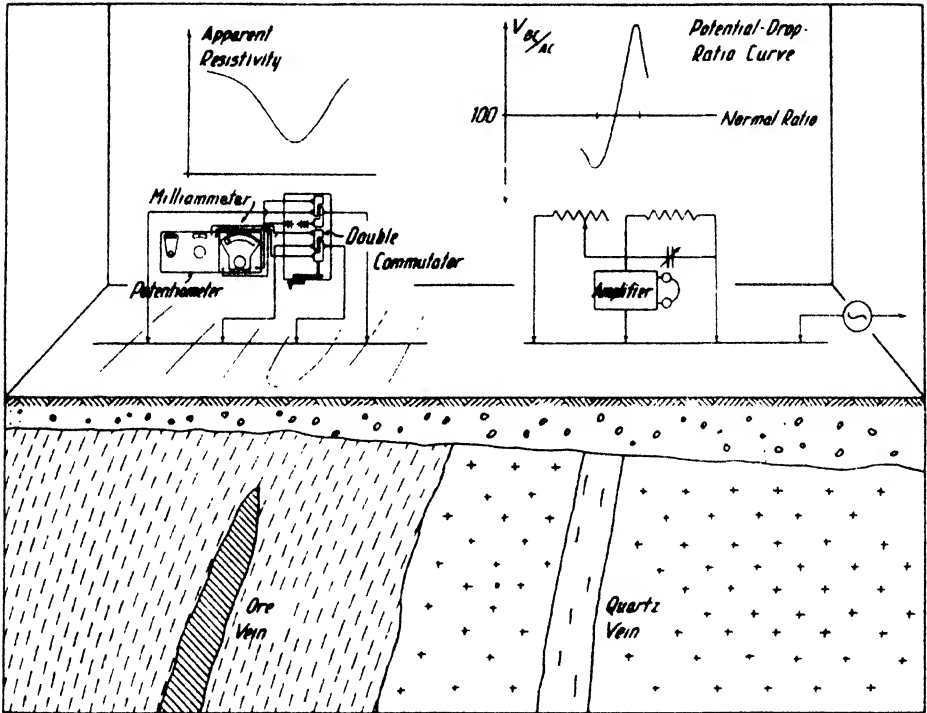 Apparent
Resistivity
V BC/AC
Potential-Drop-
Ratio Curve
100
Normal Ratio
Milliammeter
Double
Commutator
Potentiometer
Amplifier
Ore
Vein
Quartz
Vein